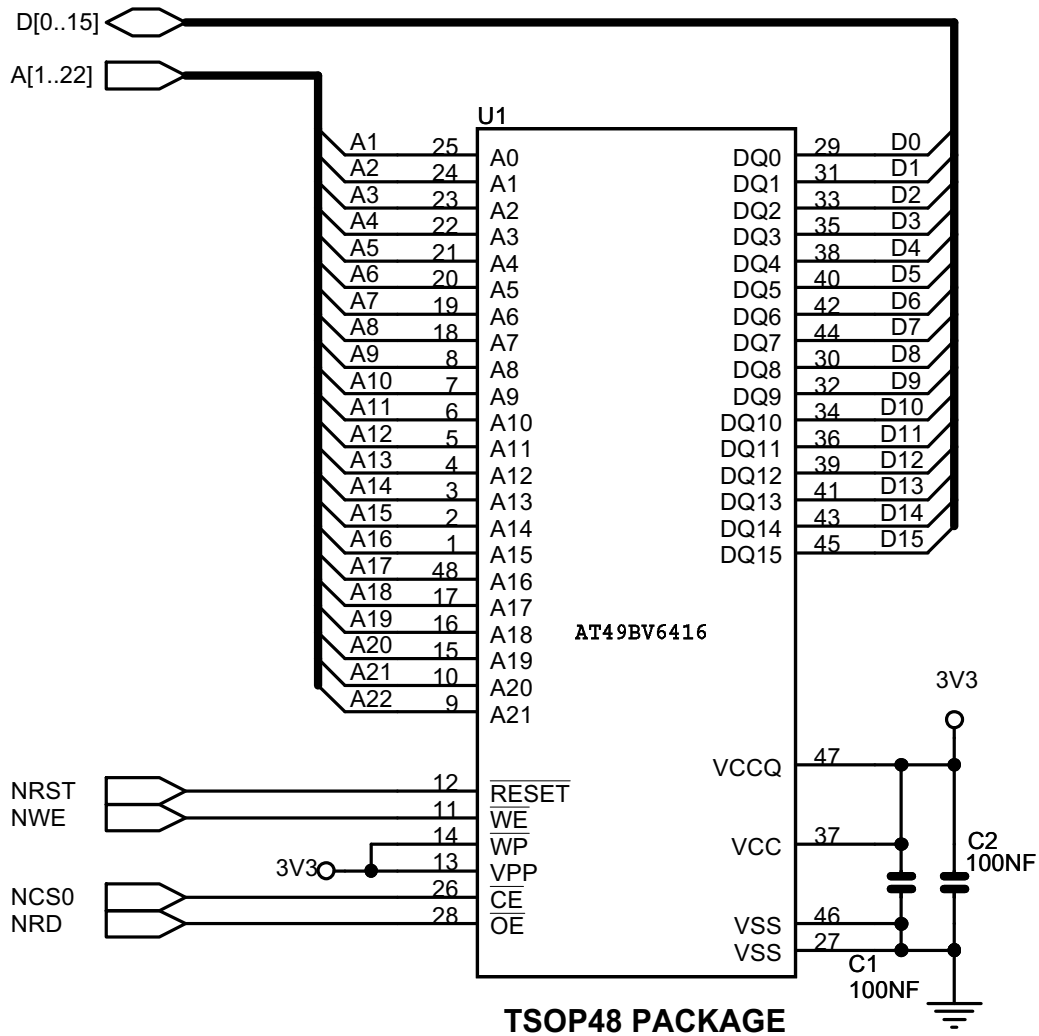 D[0..15]
A[1..22]
U1
A1 25 A0 DQ0 29 D0
A2 24 A1 DQ1 31 D1
A3 23 A2 DQ2 33 D2
A4 22 A3 DQ3 35 D3
A5 21 A4 DQ4 38 D4
A6 20 A5 DQ5 40 D5
A7 19 A6 DQ6 42 D6
A8 18 A7 DQ7 44 D7
A9 8 A8 DQ8 30 D8
A10 7 A9 DQ9 32 D9
A11 6 A10 DQ10 34 D10
A12 5 A11 DQ11 36 D11
A13 4 A12 DQ12 39 D12
A14 3 A13 DQ13 41 D13
A15 2 A14 DQ14 43 D14
A16 1 A15 DQ15 45 D15
A17 48 A16
A18 17 A17
A19 16 A18
AT49BV6416
A20 15 A19
A21 10 A20
A22 9 A21
3V3
VCCQ 47
NRST 12 RESET
NWE 11 WE
14 WP VCC 37
3V3 13 VPP
C2
100NF
NCS0 26 CE
NRD 28 OE
VSS 46
VSS 27
C1
100NF
TSOP48 PACKAGE